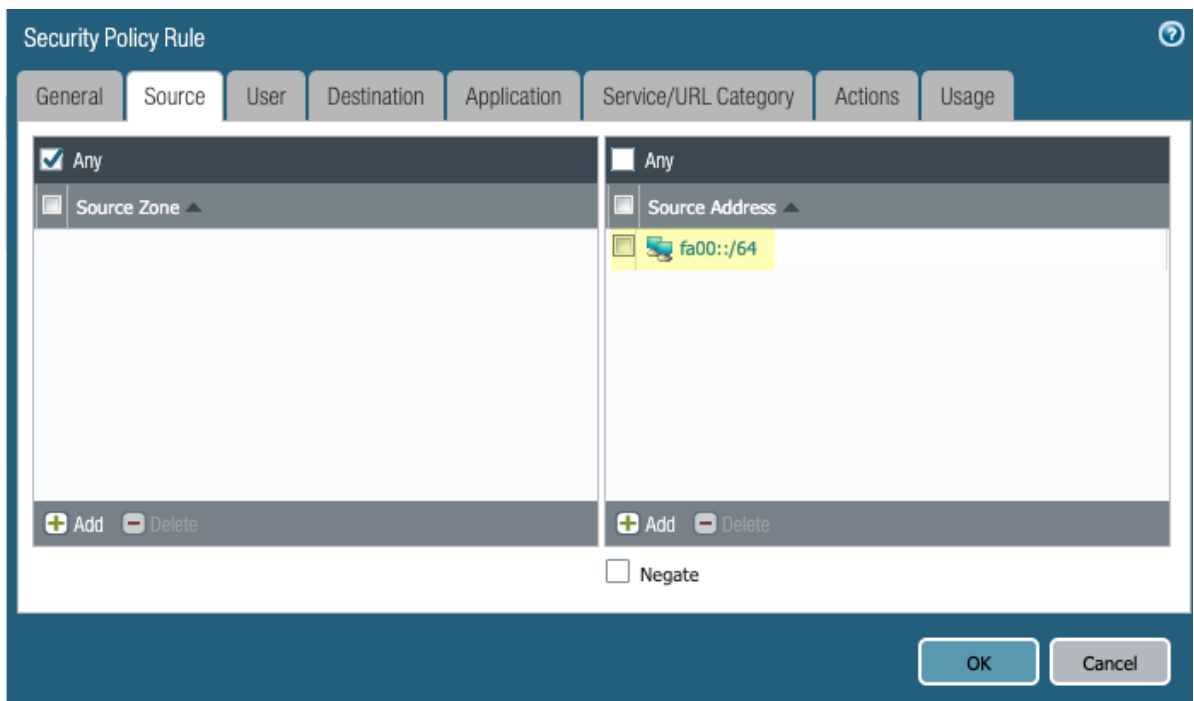 Security Policy Rule
General Source User Destination Application Service/URL Category Actions Usage
Any
Source Zone
Add Delete
Any
Source Address
fa00::/64
Add Delete
Negate
OK Cancel